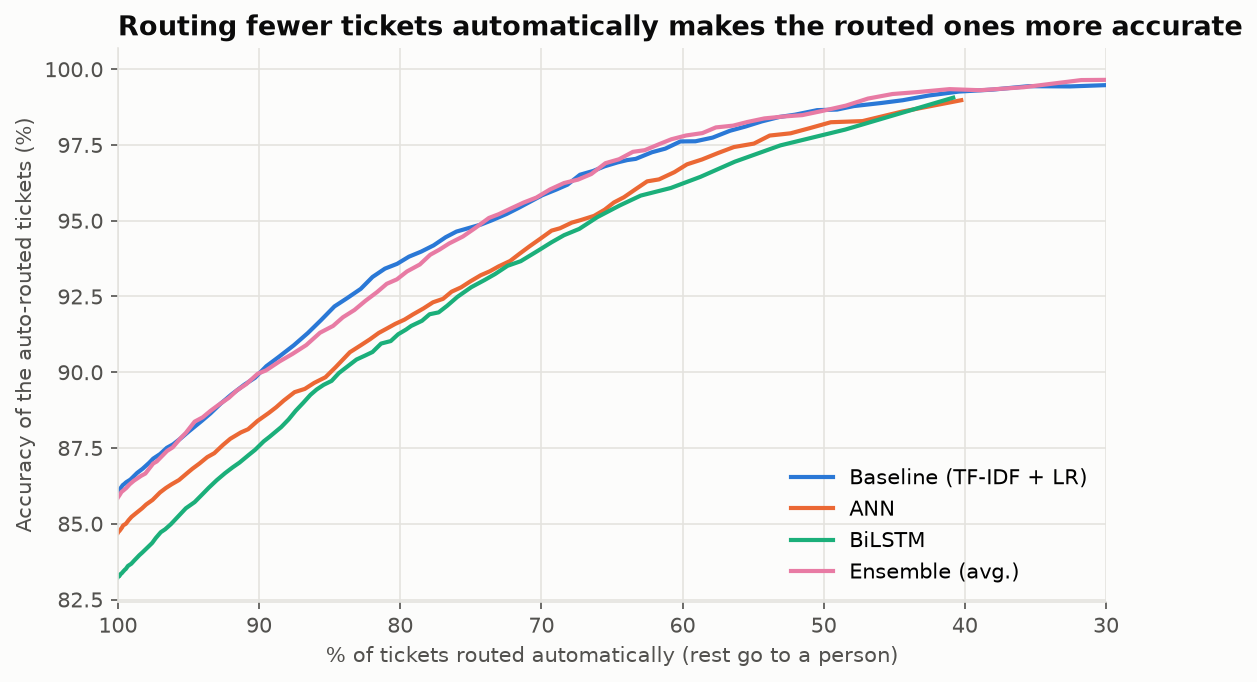 Routing fewer tickets automatically makes the routed ones more accurate
Accuracy of the auto-routed tickets (%)
100.0
97.5
95.0
92.5
90.0
87.5
85.0
82.5
Baseline (TF-IDF + LR)
ANN
BiLSTM
Ensemble (avg.)
100 90 80 70 60 50 40 30
% of tickets routed automatically (rest go to a person)